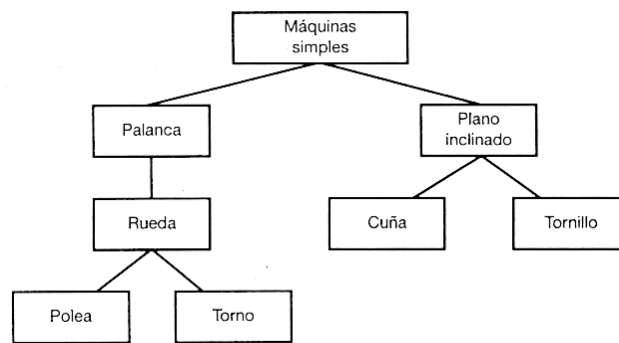 Máquinas
simples
Palanca
Plano
inclinado
Rueda
Cuña
Tornillo
Polea
Torno